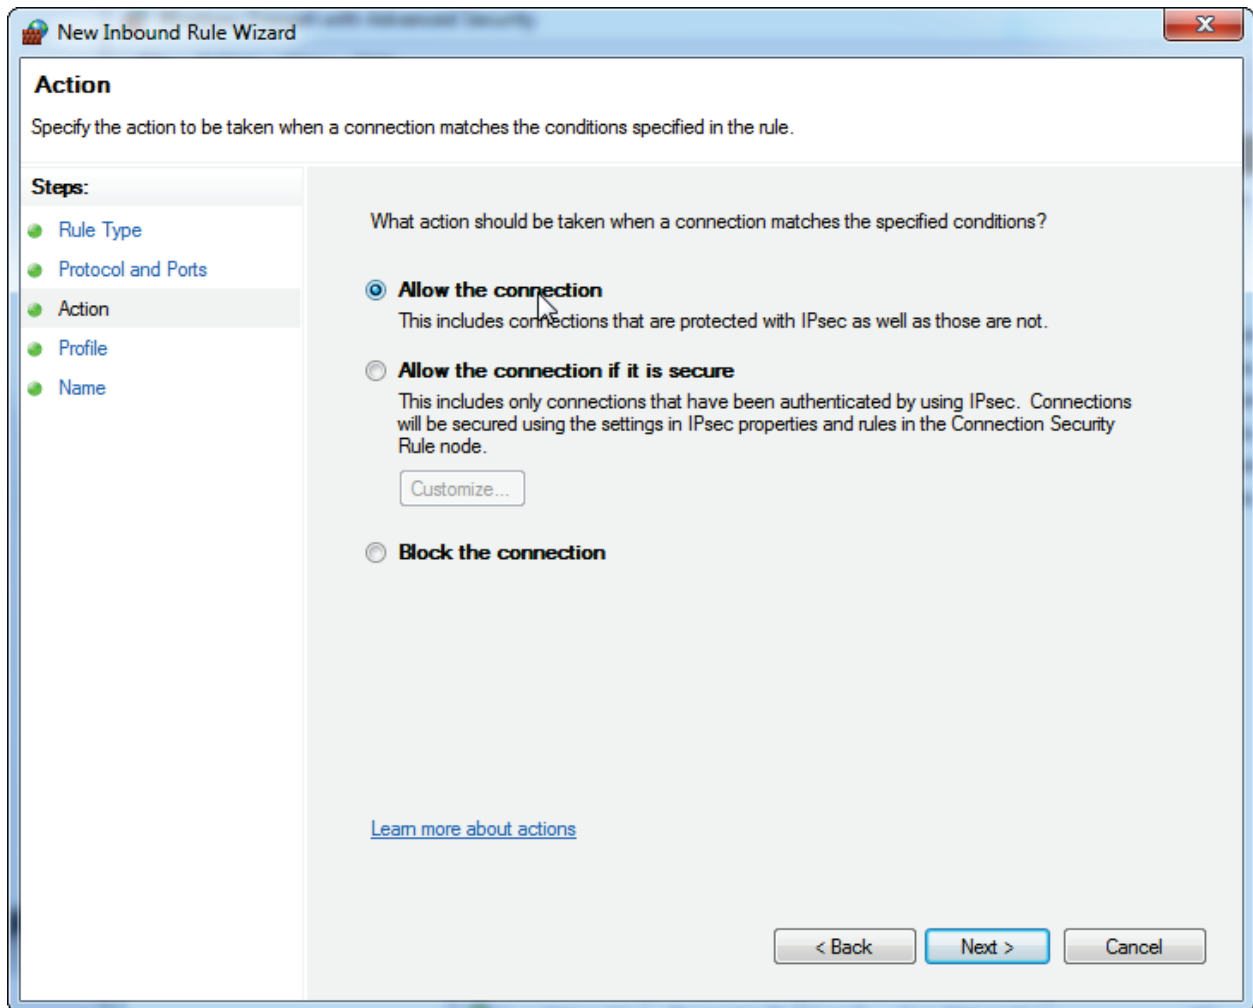 New Inbound Rule Wizard
Action
Specify the action to be taken when a connection matches the conditions specified in the rule.
Steps:
Rule Type
Protocol and Ports
Action
Profile
Name
What action should be taken when a connection matches the specified conditions?
Allow the connection
This includes connections that are protected with IPsec as well as those are not.
Allow the connection if it is secure
This includes only connections that have been authenticated by using IPsec.  Connections
will be secured using the settings in IPsec properties and rules in the Connection Security
Rule node.
Customize...
Block the connection
Learn more about actions
< Back
Next >
Cancel